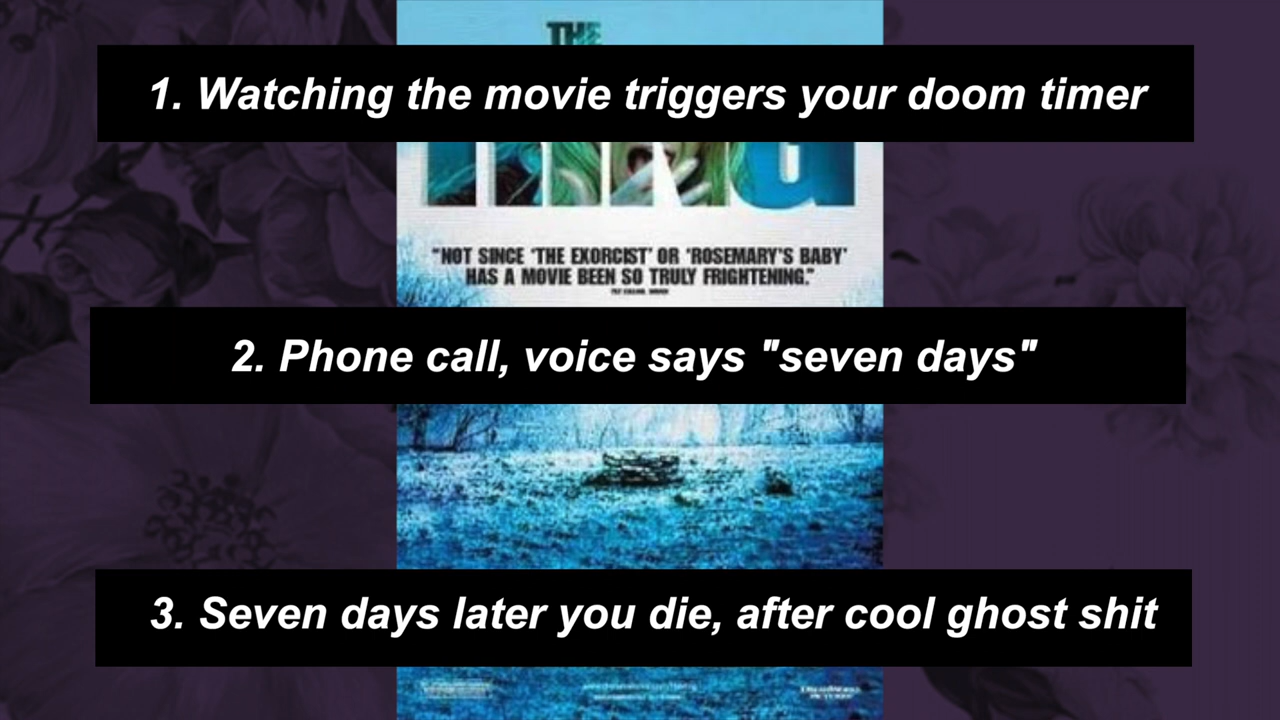 THE
1. Watching the movie triggers your doom timer
"NOT SINCE 'THE EXORCIST' OR 'ROSEMARY'S BABY'
HAS A MOVIE BEEN SO TRULY FRIGHTENING."
2. Phone call, voice says "seven days"
3. Seven days later you die, after cool ghost shit